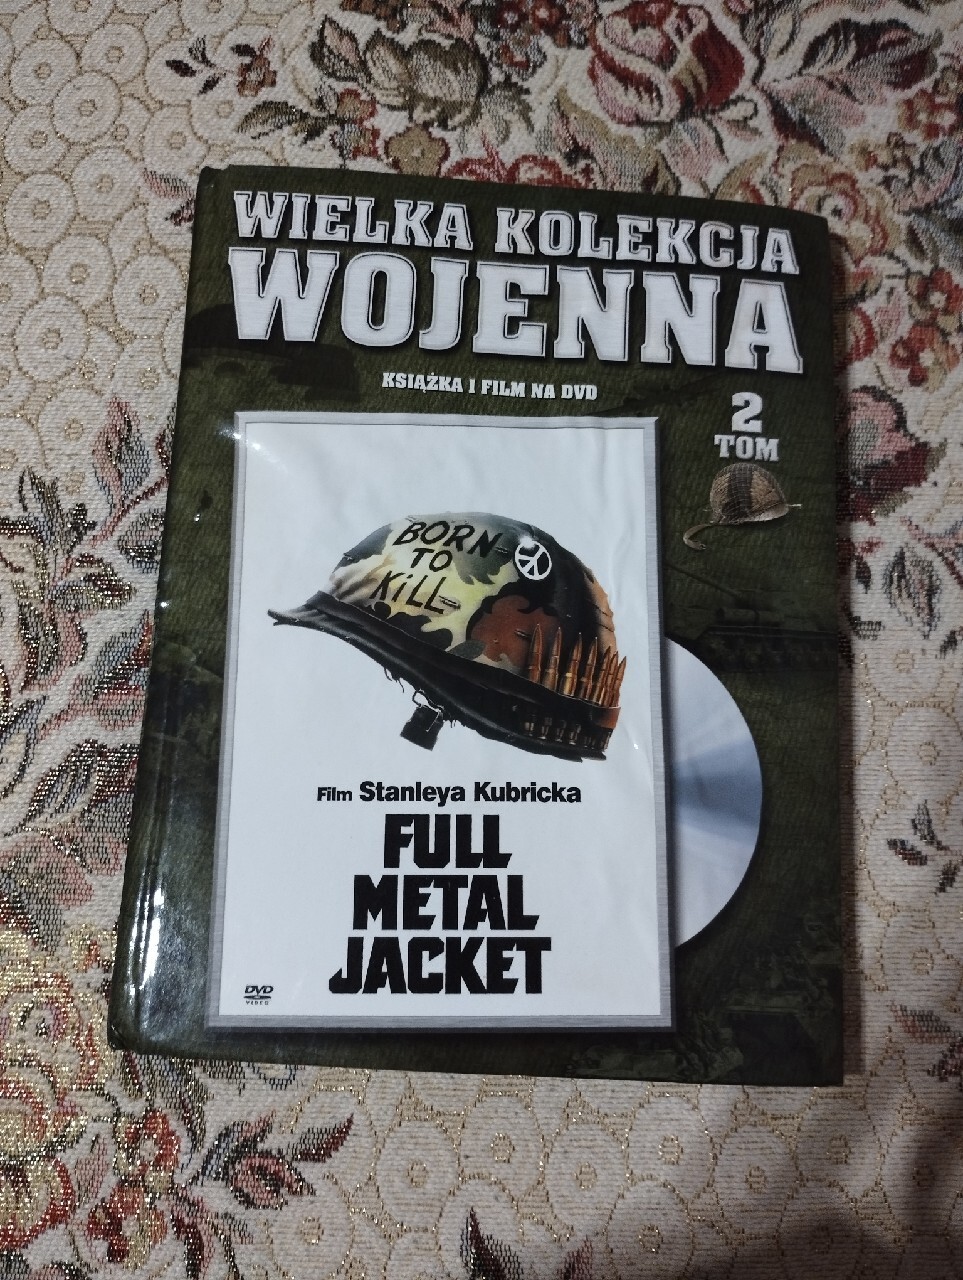 WIELKA KOLEKCJA
WOJENNA
KSIĄŻKA I FILM NA DVD
2
TOM
BORN
TO
KiLL
Film Stanleya Kubricka
FULL
METAL
JACKET
DVD
VIDEO